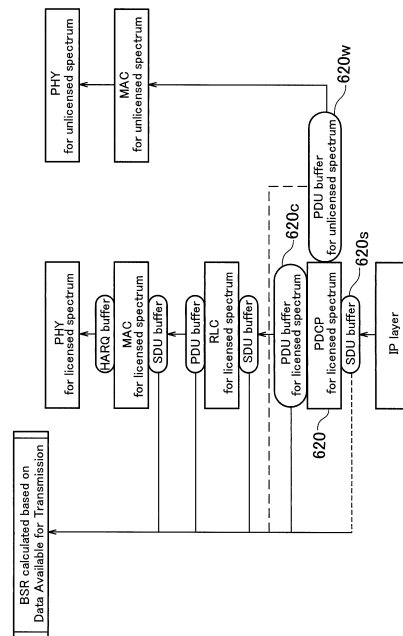 BSR calculated based on
Data Available for Transmission
PHY
for licensed spectrum
HARQ buffer
MAC
for licensed spectrum
SDU buffer
PDU buffer
RLC
for licensed spectrum
SDU buffer
PDU buffer
for licensed spectrum
620c
PDCP
for licensed spectrum
620
SDU buffer
620s
IP layer
PHY
for unlicensed spectrum
MAC
for unlicensed spectrum
PDU buffer
for unlicensed spectrum
620w